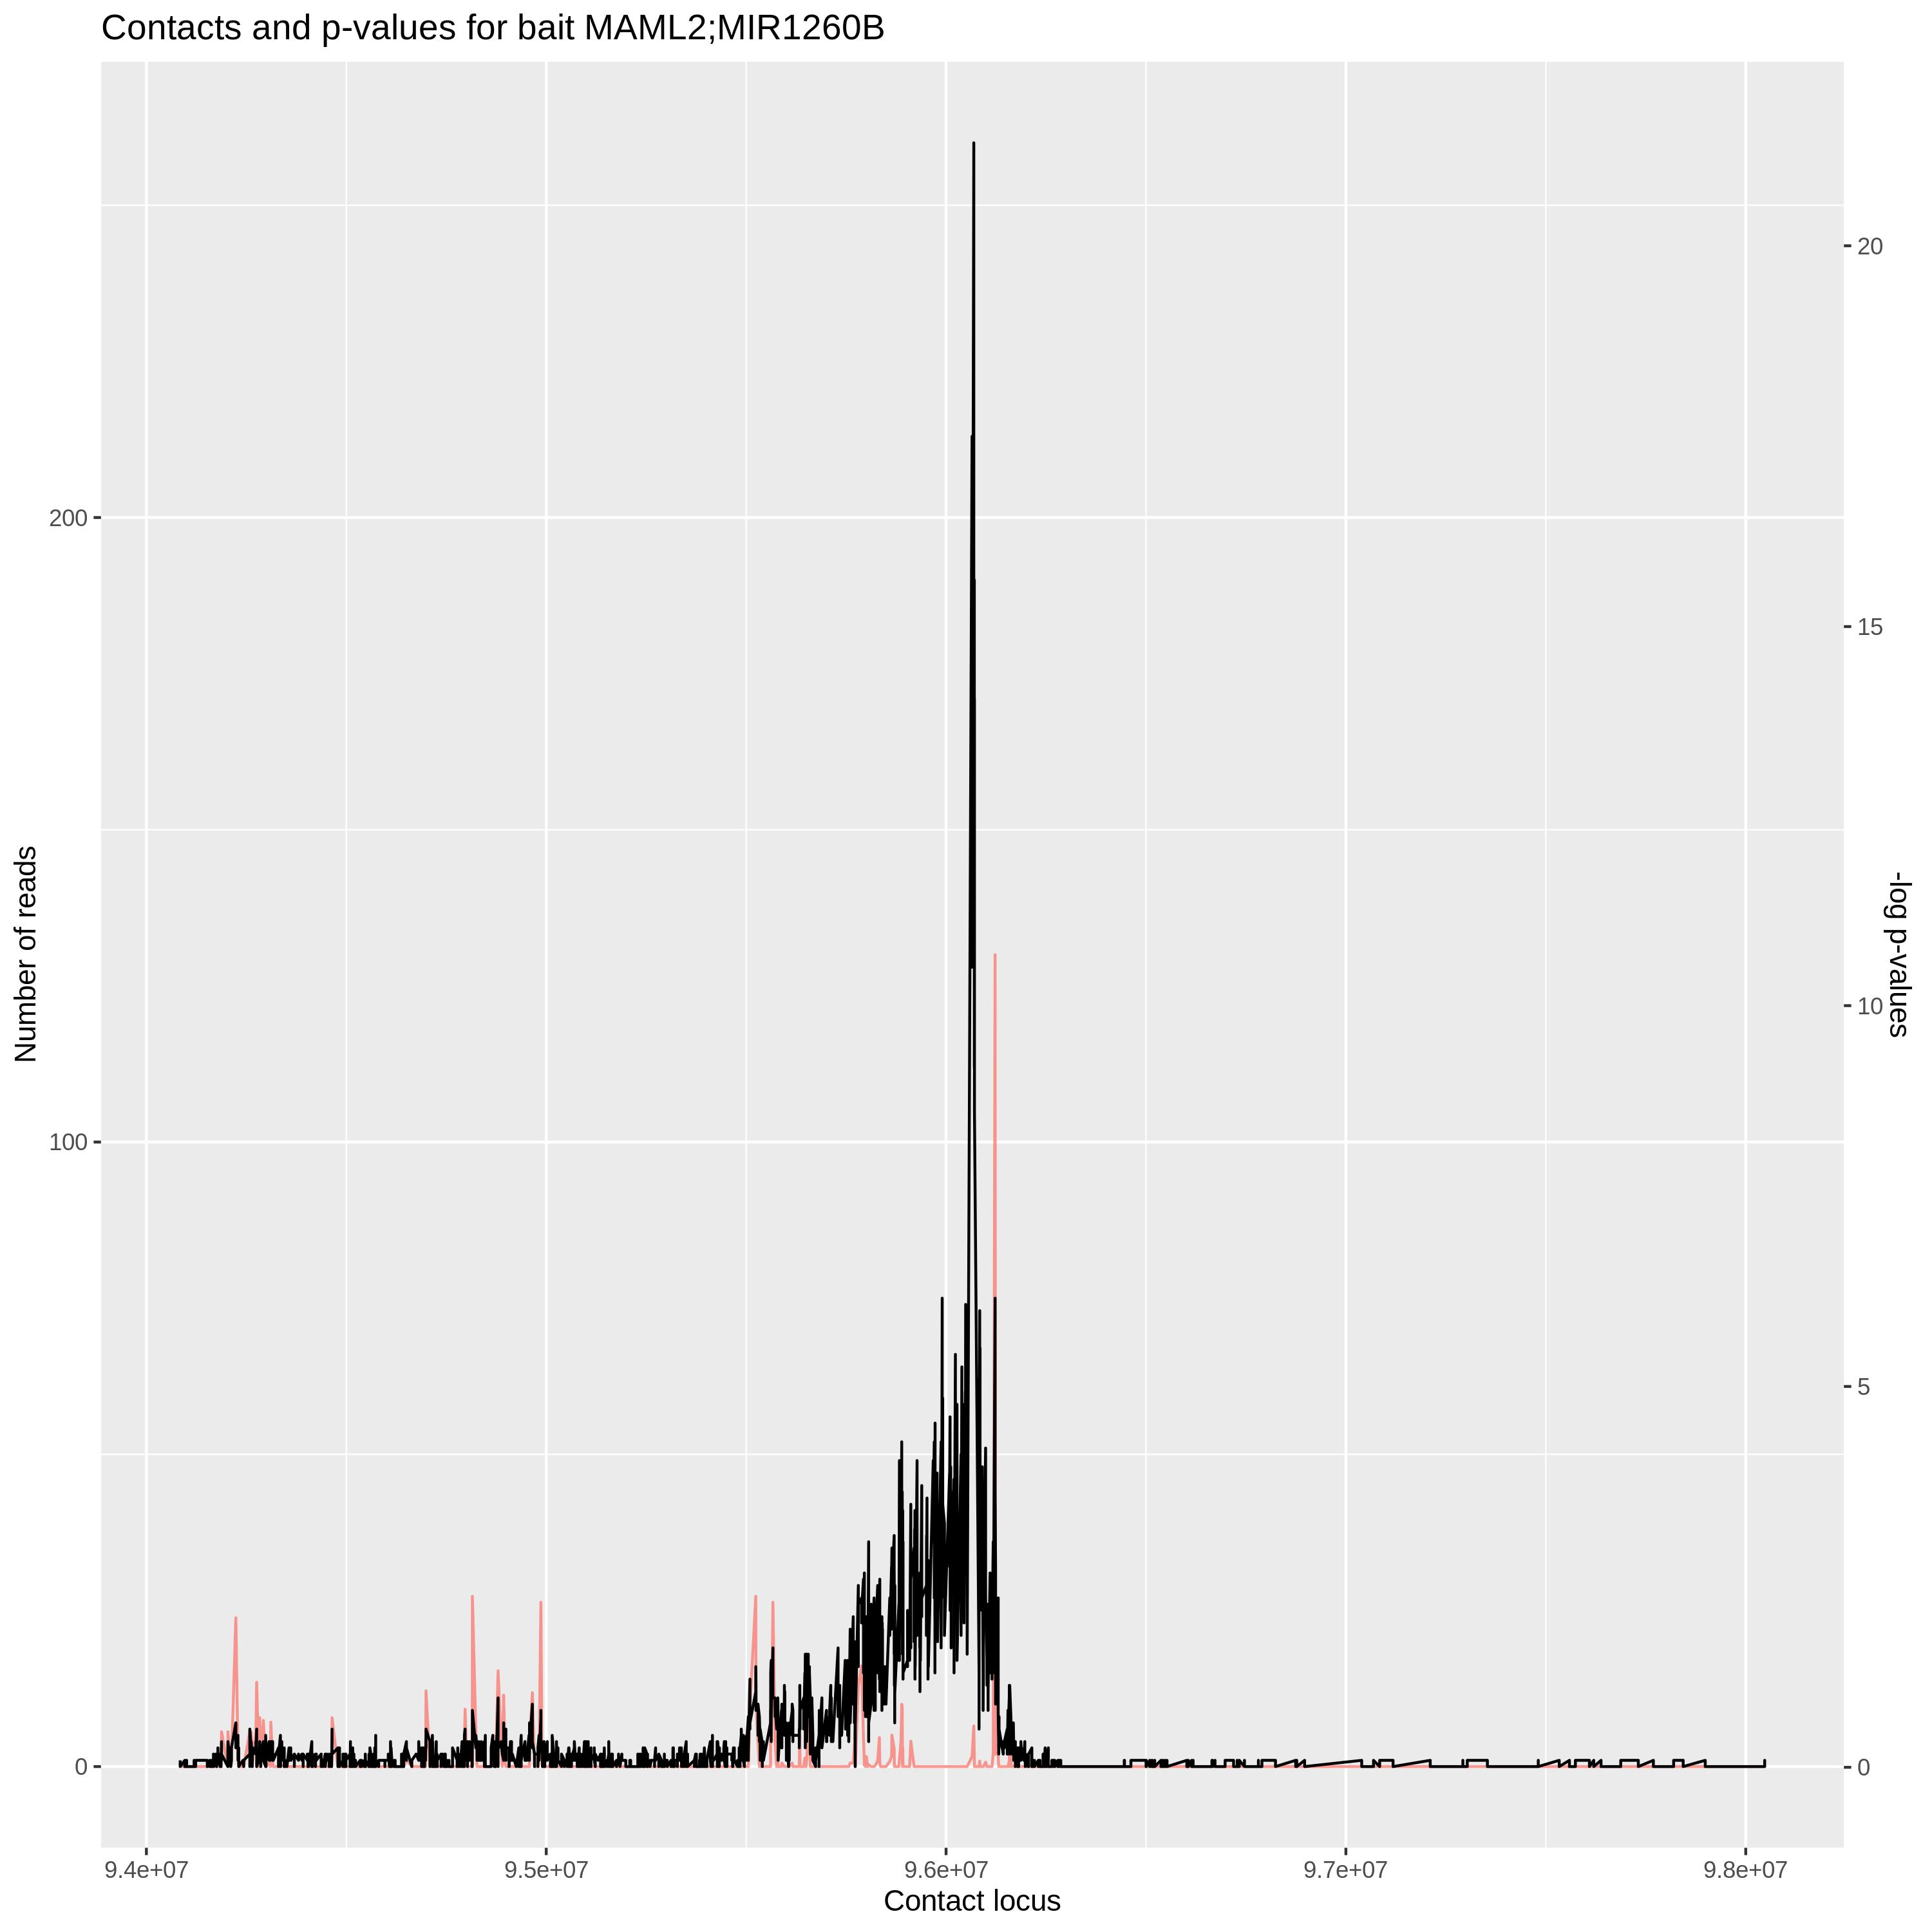 Contacts and p-values for bait MAML2;MIR1260B
Number of reads
200
100
0
20
15
10
5
0
-log p-values
9.4e+07 9.5e+07 9.6e+07 9.7e+07 9.8e+07
Contact locus